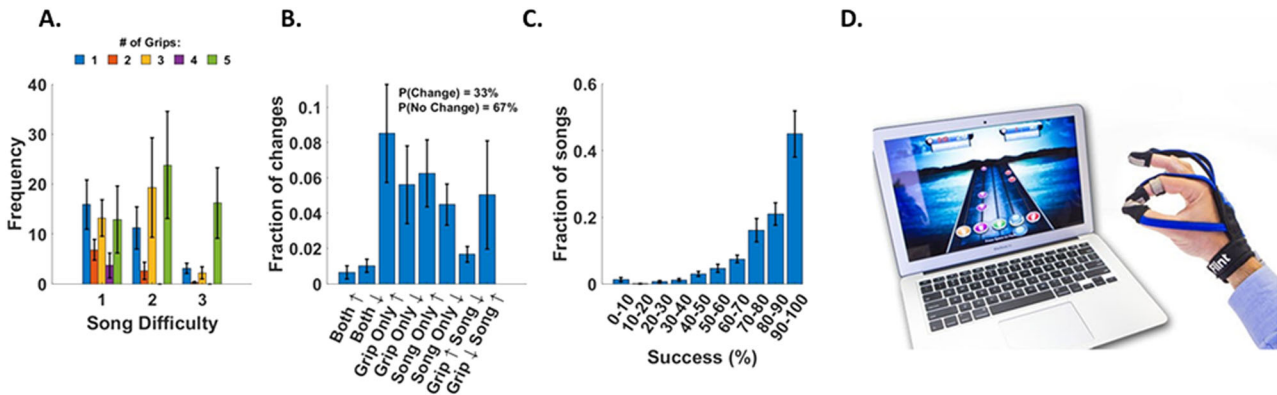 A.
# of Grips:
1 2 3 4 5
Frequency
40
30
20
10
0
1 2 3
Song Difficulty
B.
P(Change) = 33%
P(No Change) = 67%
Fraction of changes
0.1
0.08
0.06
0.04
0.02
0
Both ↑
Both ↓
Grip Only ↑
Grip Only ↓
Song Only ↑
Song Only ↓
Grip ↑ Song ↓
Grip ↓ Song ↑
C.
Fraction of songs
0.6
0.4
0.2
0
0-10
10-20
20-30
30-40
40-50
50-60
60-70
70-80
80-90
90-100
Success (%)
D.
Flint